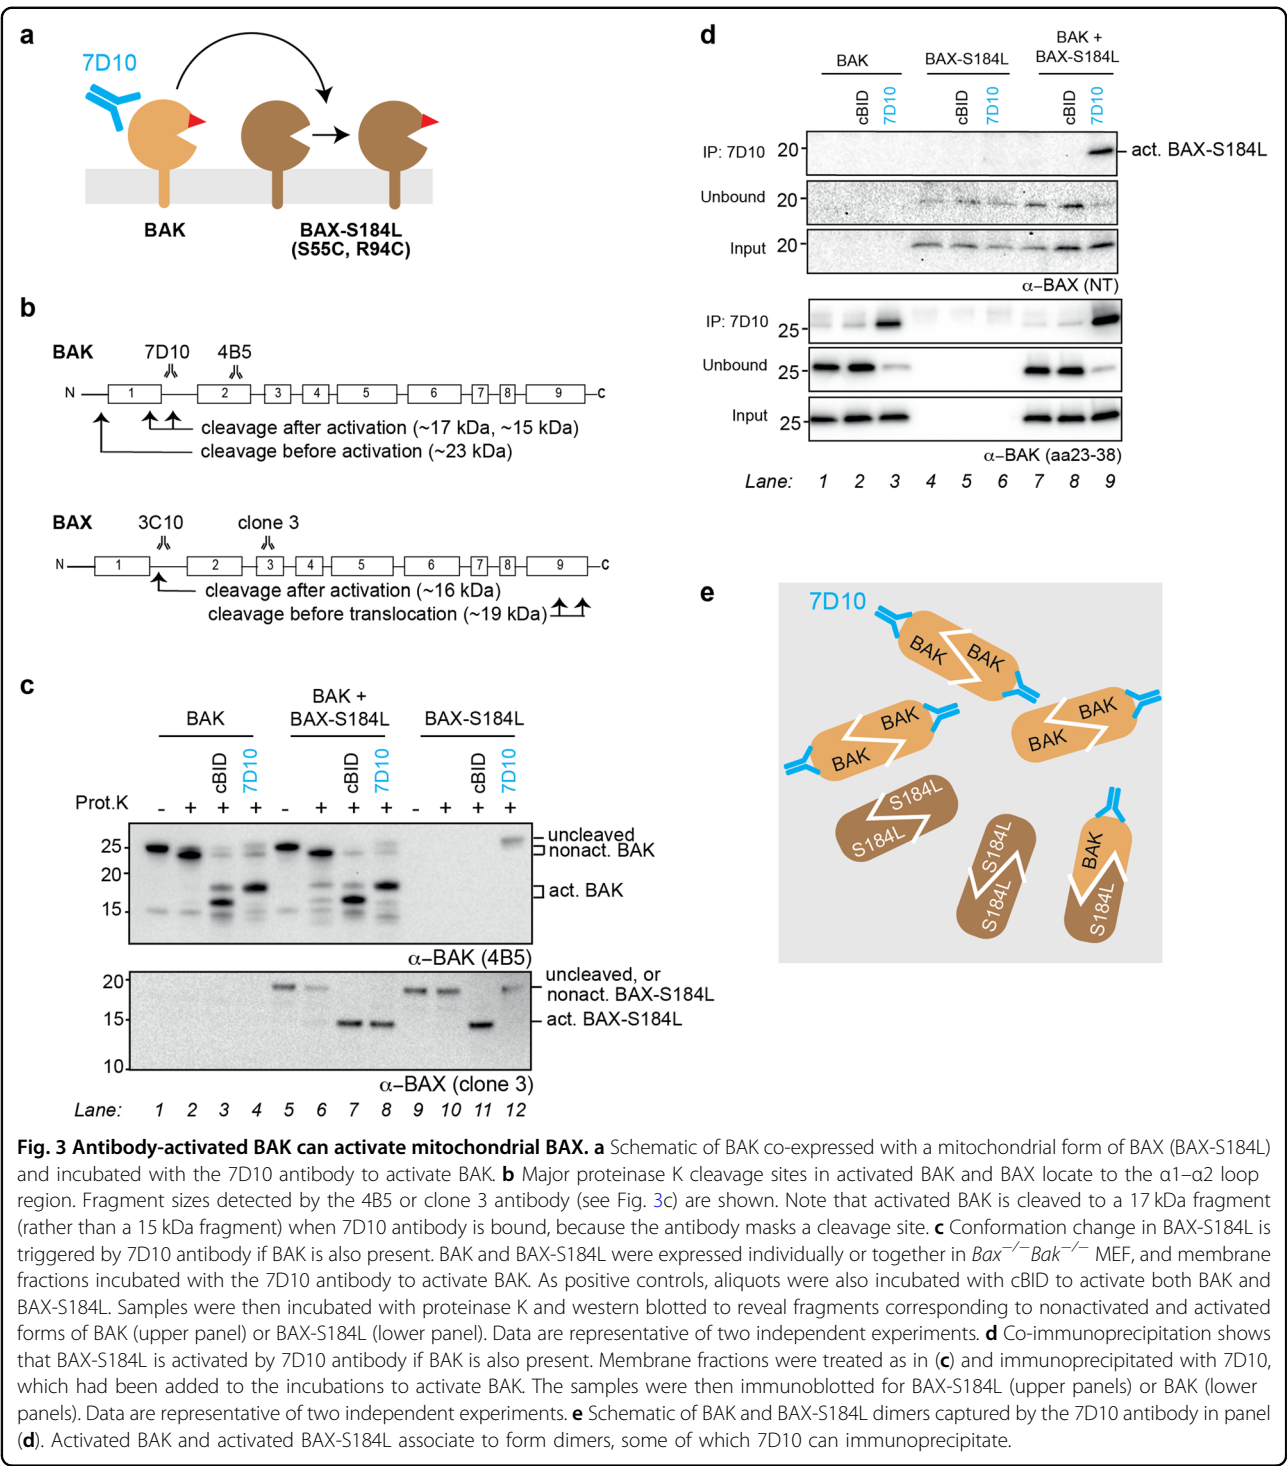 a
7D10
BAK
BAX-S184L
(S55C, R94C)
b
BAK
7D10
4B5
N
1
2
3
4
5
6
7
8
9
C
cleavage after activation (~17 kDa, ~15 kDa)
cleavage before activation (~23 kDa)
BAX
3C10
clone 3
N
1
2
3
4
5
6
7
8
9
C
cleavage after activation (~16 kDa)
cleavage before translocation (~19 kDa)
c
BAK
BAK +
BAX-S184L
BAX-S184L
cBID
7D10
cBID
7D10
cBID
7D10
Prot.K
- + + + - + + + - + + +
25
20
15
uncleaved
nonact. BAK
act. BAK
α–BAK (4B5)
20
15
10
uncleaved, or
nonact. BAX-S184L
act. BAX-S184L
α–BAX (clone 3)
Lane: 1 2 3 4 5 6 7 8 9 10 11 12
d
BAK
BAX-S184L
BAK +
BAX-S184L
cBID
7D10
cBID
7D10
cBID
7D10
IP: 7D10 20
act. BAX-S184L
Unbound 20
Input 20
α–BAX (NT)
IP: 7D10 25
Unbound 25
Input 25
α–BAK (aa23-38)
Lane: 1 2 3 4 5 6 7 8 9
e
7D10
BAK
BAK
BAK
BAK
BAK
BAK
S184L
S184L
S184L
S184L
BAK
S184L
Fig. 3 Antibody-activated BAK can activate mitochondrial BAX. a Schematic of BAK co-expressed with a mitochondrial form of BAX (BAX-S184L)
and incubated with the 7D10 antibody to activate BAK. b Major proteinase K cleavage sites in activated BAK and BAX locate to the α1–α2 loop
region. Fragment sizes detected by the 4B5 or clone 3 antibody (see Fig. 3c) are shown. Note that activated BAK is cleaved to a 17 kDa fragment
(rather than a 15 kDa fragment) when 7D10 antibody is bound, because the antibody masks a cleavage site. c Conformation change in BAX-S184L is
triggered by 7D10 antibody if BAK is also present. BAK and BAX-S184L were expressed individually or together in Bax−/−Bak−/− MEF, and membrane
fractions incubated with the 7D10 antibody to activate BAK. As positive controls, aliquots were also incubated with cBID to activate both BAK and
BAX-S184L. Samples were then incubated with proteinase K and western blotted to reveal fragments corresponding to nonactivated and activated
forms of BAK (upper panel) or BAX-S184L (lower panel). Data are representative of two independent experiments. d Co-immunoprecipitation shows
that BAX-S184L is activated by 7D10 antibody if BAK is also present. Membrane fractions were treated as in (c) and immunoprecipitated with 7D10,
which had been added to the incubations to activate BAK. The samples were then immunoblotted for BAX-S184L (upper panels) or BAK (lower
panels). Data are representative of two independent experiments. e Schematic of BAK and BAX-S184L dimers captured by the 7D10 antibody in panel
(d). Activated BAK and activated BAX-S184L associate to form dimers, some of which 7D10 can immunoprecipitate.